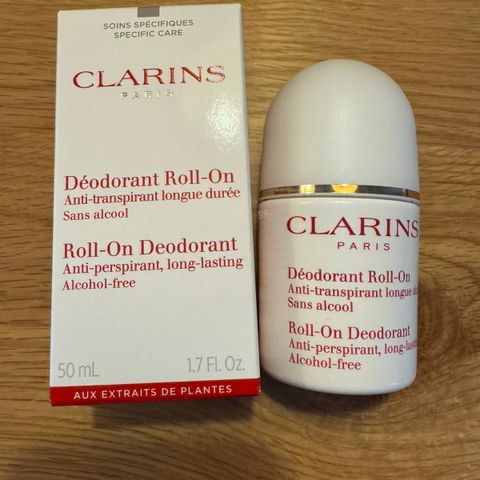 SOINS SPÉCIFIQUES
SPECIFIC CARE
CLARINS
PARIS
Déodorant Roll-On
Anti-transpirant longue durée
Sans alcool
Roll-On Deodorant
Anti-perspirant, long-lasting
Alcohol-free
50 mL 1.7 Fl. Oz.
AUX EXTRAITS DE PLANTES
CLARINS
PARIS
Déodorant Roll-On
Anti-transpirant longue
Sans alcool
Roll-On Deodorant
Anti-perspirant, long-lasting
Alcohol-free